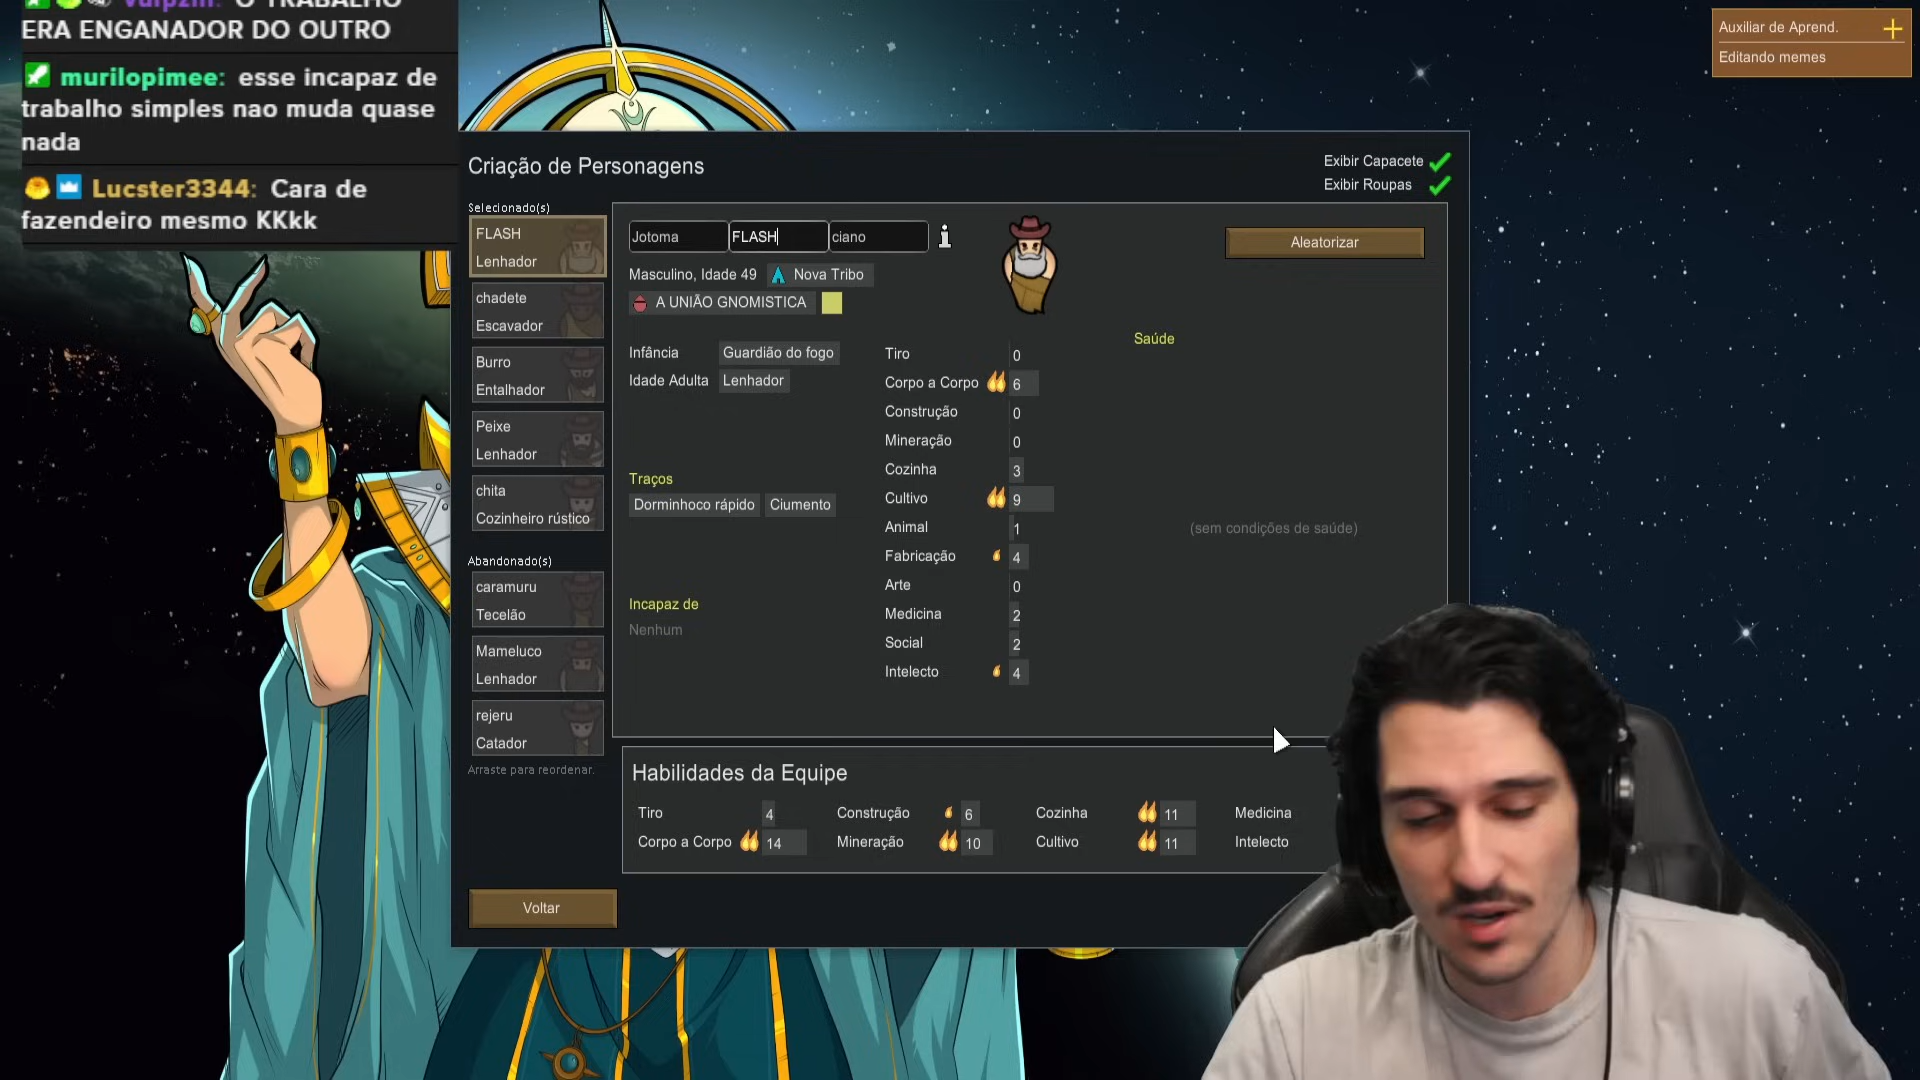 vulpzin: O TRABALHO
ERA ENGANADOR DO OUTRO
murilopimee: esse incapaz de
trabalho simples nao muda quase
nada
Lucster3344: Cara de
fazendeiro mesmo KKkk
Auxiliar de Aprend.
Editando memes
Criação de Personagens
Exibir Capacete
Exibir Roupas
Selecionado(s)
FLASH
Lenhador
chadete
Escavador
Burro
Entalhador
Peixe
Lenhador
chita
Cozinheiro rústico
Abandonado(s)
caramuru
Tecelão
Mameluco
Lenhador
rejeru
Catador
Arraste para reordenar.
Jotoma FLASH ciano
Aleatorizar
Masculino, Idade 49 Nova Tribo
A UNIÃO GNOMISTICA
Infância Guardião do fogo
Idade Adulta Lenhador
Traços
Dorminhoco rápido Ciumento
Incapaz de
Nenhum
Tiro 0
Corpo a Corpo 6
Construção 0
Mineração 0
Cozinha 3
Cultivo 9
Animal 1
Fabricação 4
Arte 0
Medicina 2
Social 2
Intelecto 4
Saúde
(sem condições de saúde)
Habilidades da Equipe
Tiro 4 Construção 6 Cozinha 11 Medicina
Corpo a Corpo 14 Mineração 10 Cultivo 11 Intelecto
Voltar